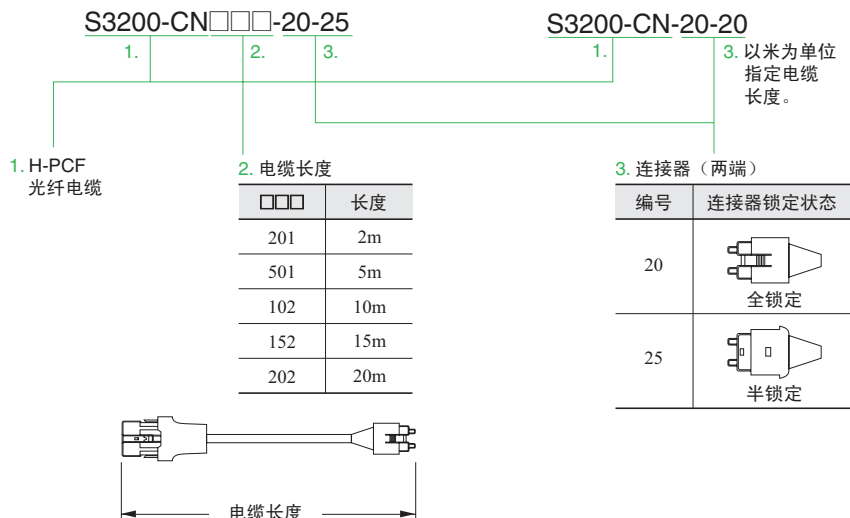 S3200-CN□□□-20-25
1. 2. 3.
S3200-CN-20-20
1. 3. 以米为单位
指定电缆
长度。
1. H-PCF
光纤电缆
2. 电缆长度
□□□ 长度
201 2m
501 5m
102 10m
152 15m
202 20m
3. 连接器（两端）
编号 连接器锁定状态
20
全锁定
25
半锁定
电缆长度